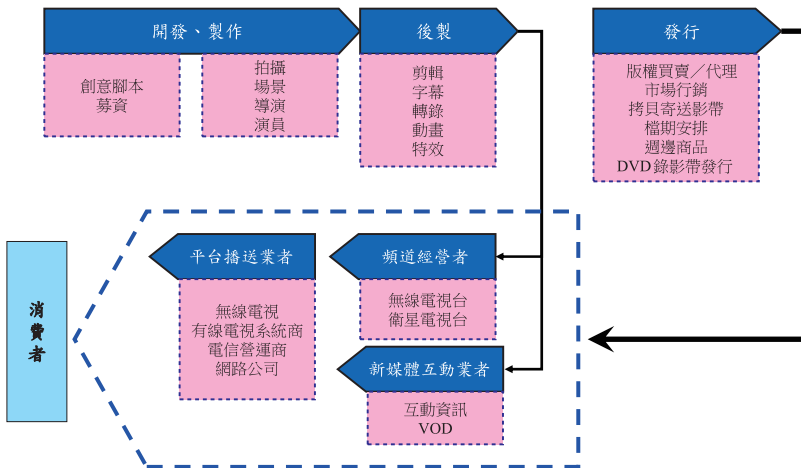 開發、製作
創意腳本
募資
拍攝
場景
導演
演員
後製
剪輯
字幕
轉錄
動畫
特效
發行
版權買賣／代理
市場行銷
拷貝寄送影帶
檔期安排
週邊商品
DVD錄影帶發行
消費者
平台播送業者
無線電視
有線電視系統商
電信營運商
網路公司
頻道經營者
無線電視台
衛星電視台
新媒體互動業者
互動資訊
VOD